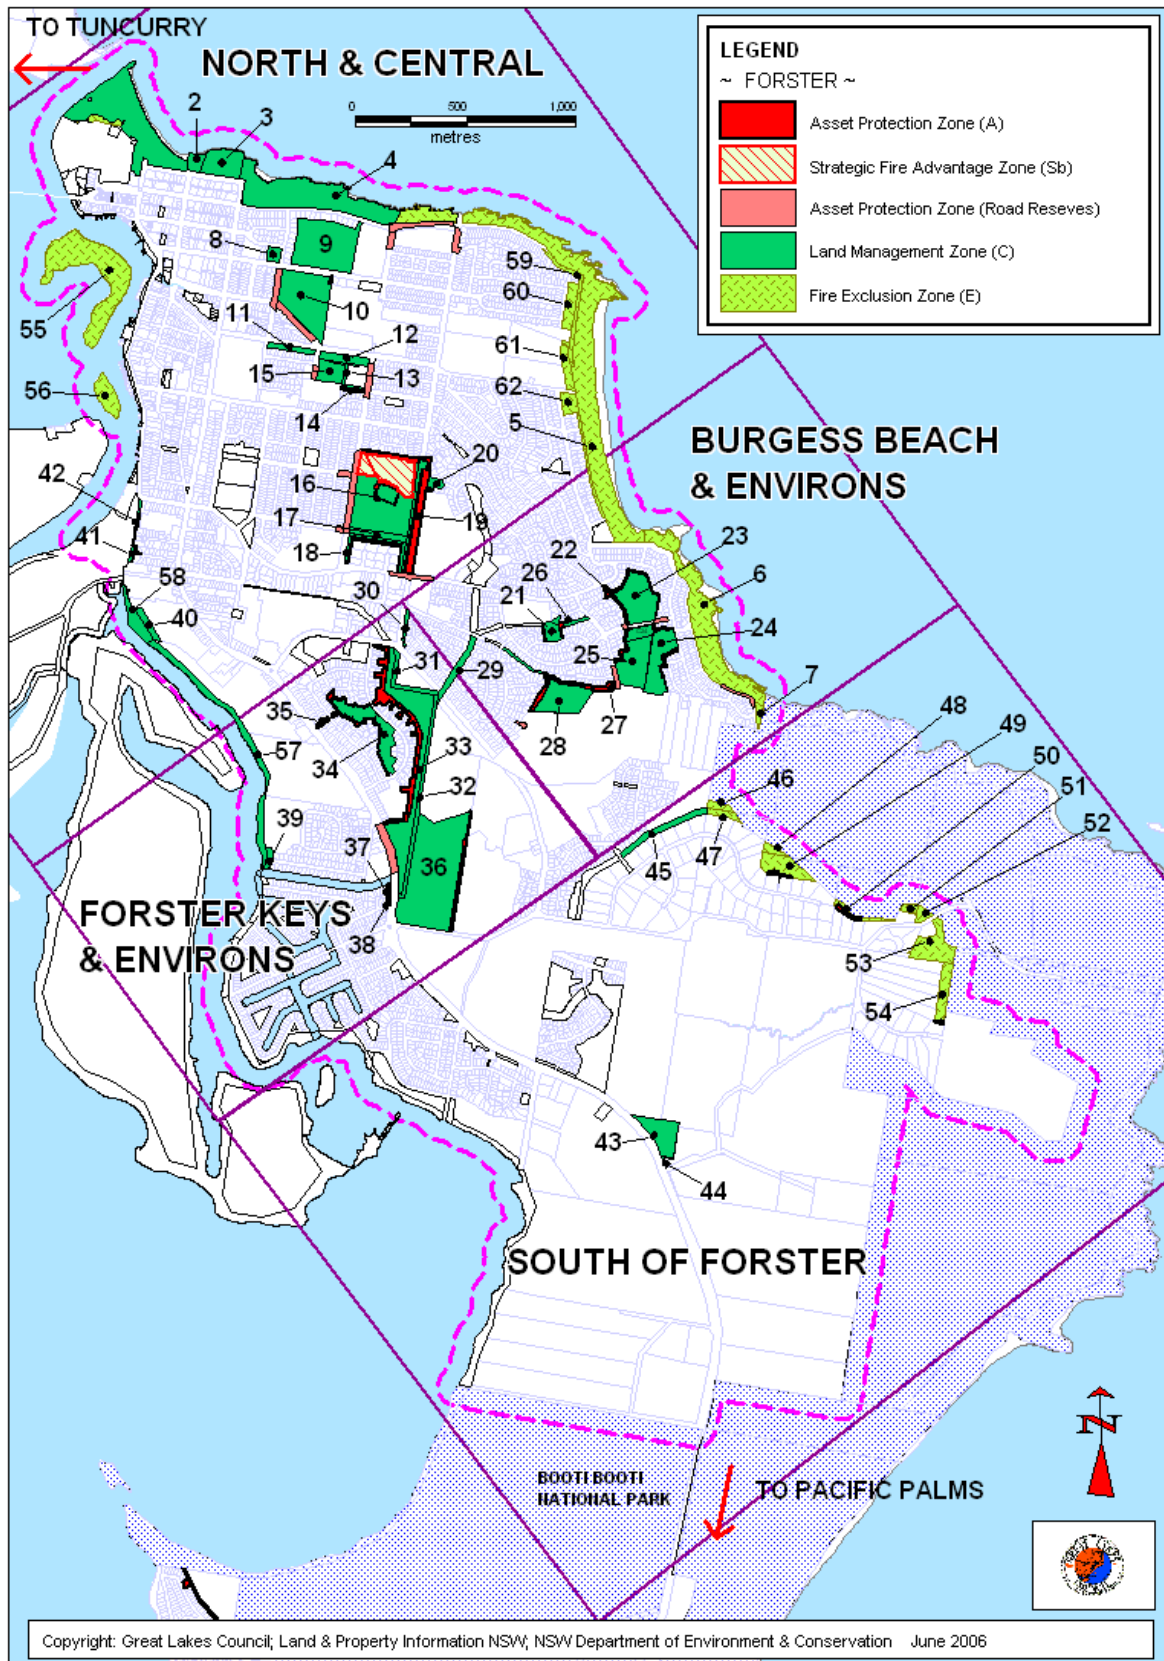 TO TUNCURRY
NORTH & CENTRAL
0 500 1,000
metres
LEGEND
~ FORSTER ~
Asset Protection Zone (A)
Strategic Fire Advantage Zone (Sb)
Asset Protection Zone (Road Reseves)
Land Management Zone (C)
Fire Exclusion Zone (E)
2
3
4
8
9
59
10
60
55
11
12
61
15
13
56
62
14
5
BURGESS BEACH
& ENVIRONS
42
20
16
19
17
23
41
18
22
6
58
30
26
21
40
24
25
31
29
7
35
27
48
28
49
34
33
50
57
46
51
32
52
39
37
47
36
45
FORSTER KEYS
& ENVIRONS
38
53
54
43
44
SOUTH OF FORSTER
N
BOOTI BOOTI
NATIONAL PARK
TO PACIFIC PALMS
Copyright: Great Lakes Council; Land & Property Information NSW; NSW Department of Environment & Conservation June 2006